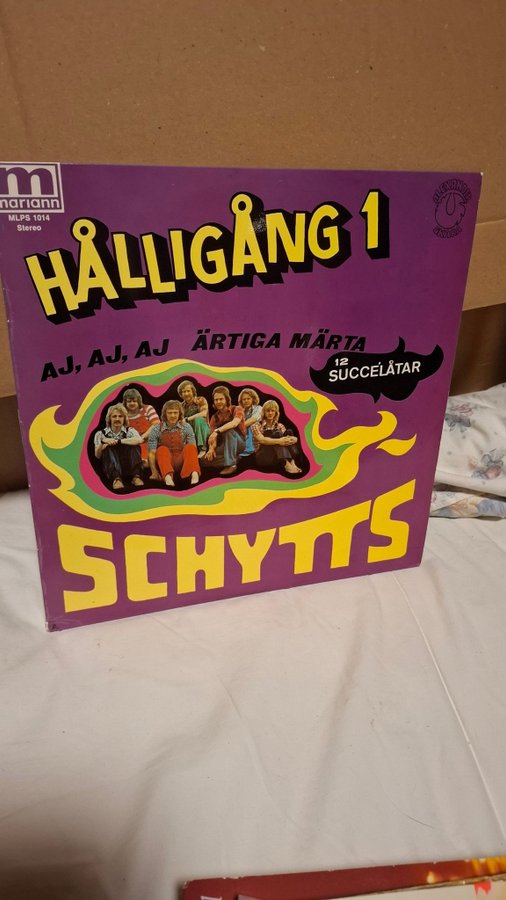 m
mariann
MLPS 1014
Stereo
HÅLLIGÅNG 1
AJ, AJ, AJ ÄRTIGA MÄRTA
12
SUCCELÅTAR
SCHYTTS